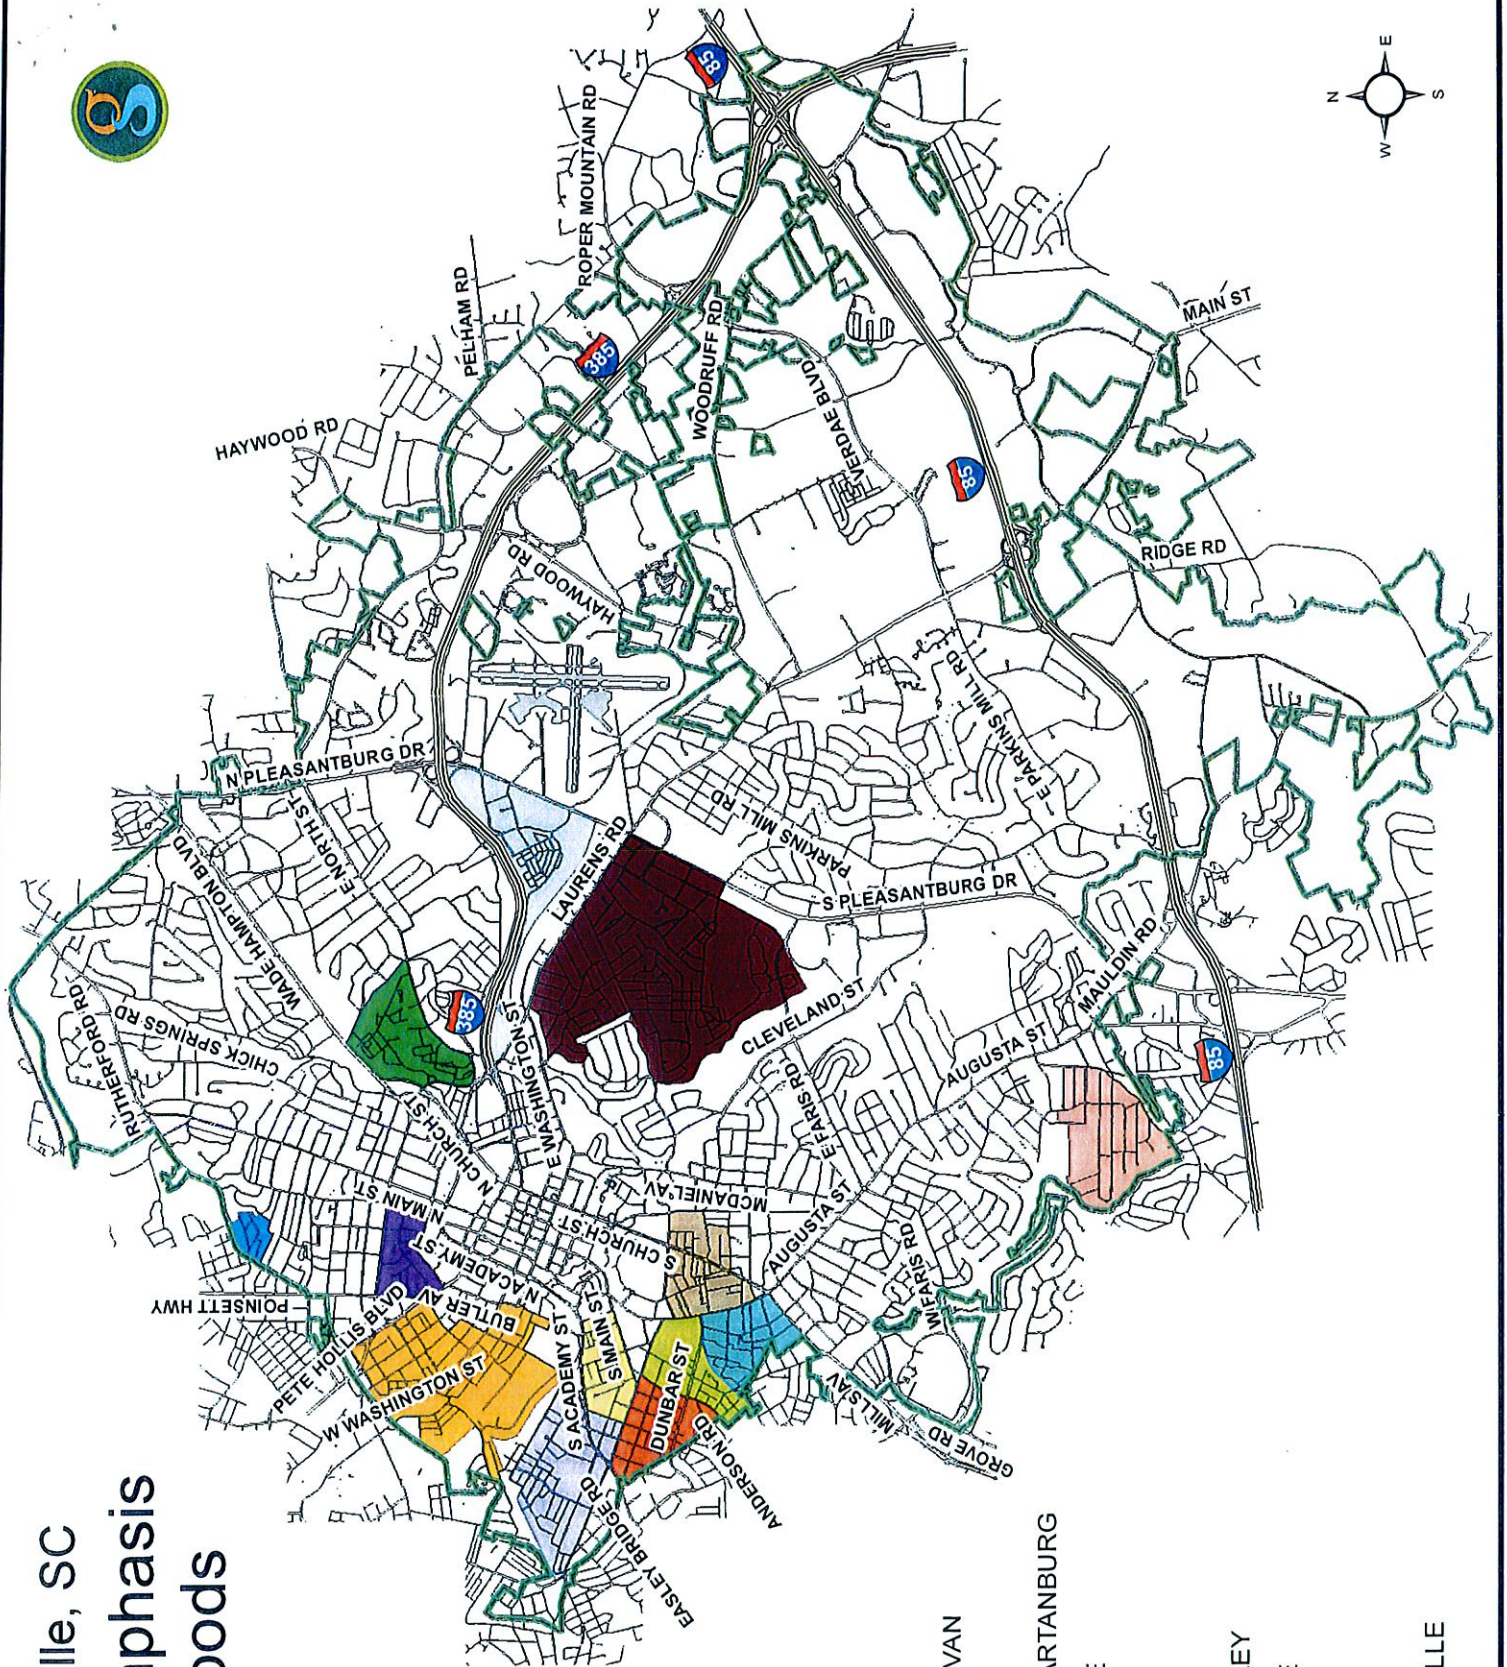 lle, SC
phasis
oods
VAN
ARTANBURG
E
EY
E
LLE
N
W
E
S
85
ROPER MOUNTAIN RD
PELHAM RD
HAYWOOD RD
385
WOODRUFF RD
MAIN ST
VERDAE BLVD
85
HAYWOOD RD
RIDGE RD
N PLEASANTBURG DR
E PARKINS MILL RD
WADE HAMPTON BLVD
E NORTH ST
LAURENS RD
PARKINS MILL RD
S PLEASANTBURG DR
RUTHERFORD RD
CHICK SPRINGS RD
385
MAULDIN RD
CLEVELAND ST
E WASHINGTON ST
AUGUSTA ST
85
N CHURCH ST
E FARIS RD
N MAIN ST
MCDANIEL AV
S CHURCH ST
AUGUSTA ST
N ACADEMY ST
W FARIS RD
POINSETT HWY
BUTLER AV
PETE HOLLIS BLVD
S MAIN ST
S ACADEMY ST
W WASHINGTON ST
DUNBAR ST
MILLS AV
ANDERSON RD
GROVE RD
EASLEY BRIDGE RD